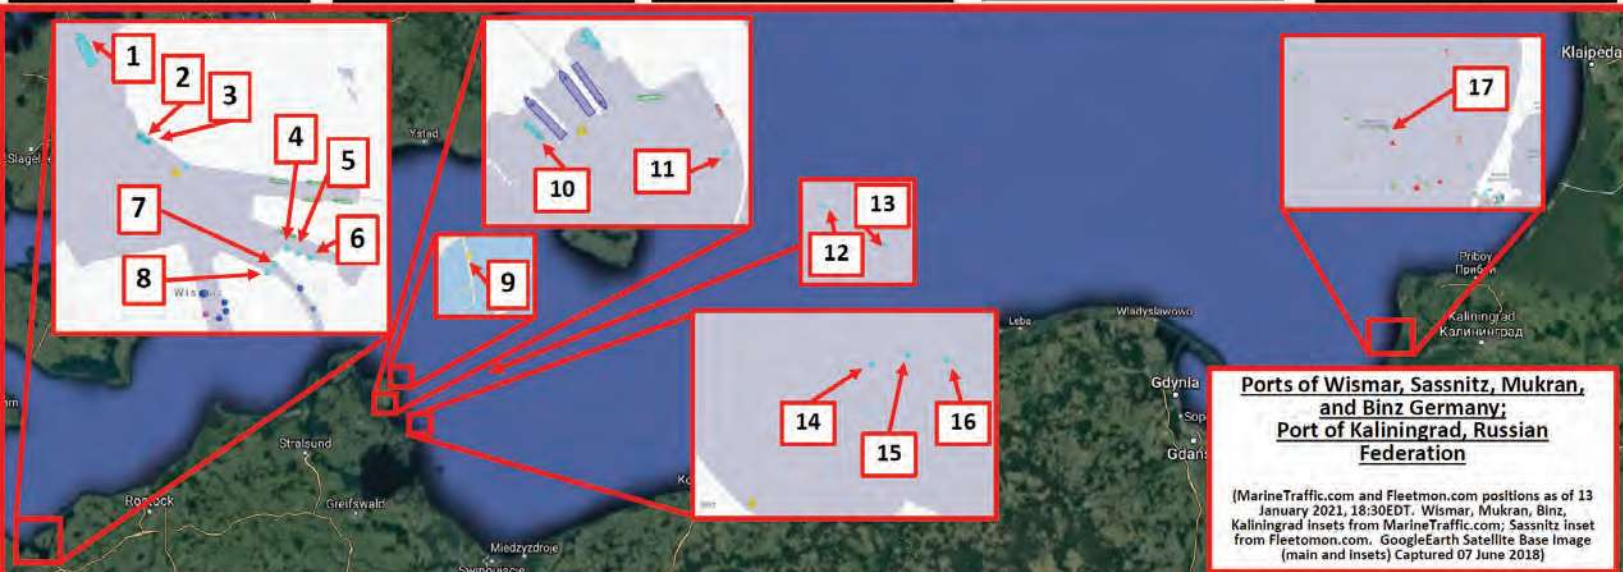 1
2
3
4
5
6
7
8
Wis
10
11
9
12
13
14
15
16
17
Klaipeda
Ystad
Slagel
Priboy
Прибой
Kaliningrad
Калининград
Leba
Wladyslawowo
Gdynia
Sop
Gdańs
Stralsund
Rostock
Greifswald
Miedzyzdroje
Swinoujscie
Ko
Ports of Wismar, Sassnitz, Mukran,
and Binz Germany;
Port of Kaliningrad, Russian
Federation
(MarineTraffic.com and Fleetmon.com positions as of 13
January 2021, 18:30EDT. Wismar, Mukran, Binz,
Kaliningrad insets from MarineTraffic.com; Sassnitz inset
from Fleetomon.com. GoogleEarth Satellite Base Image
(main and insets) Captured 07 June 2018)